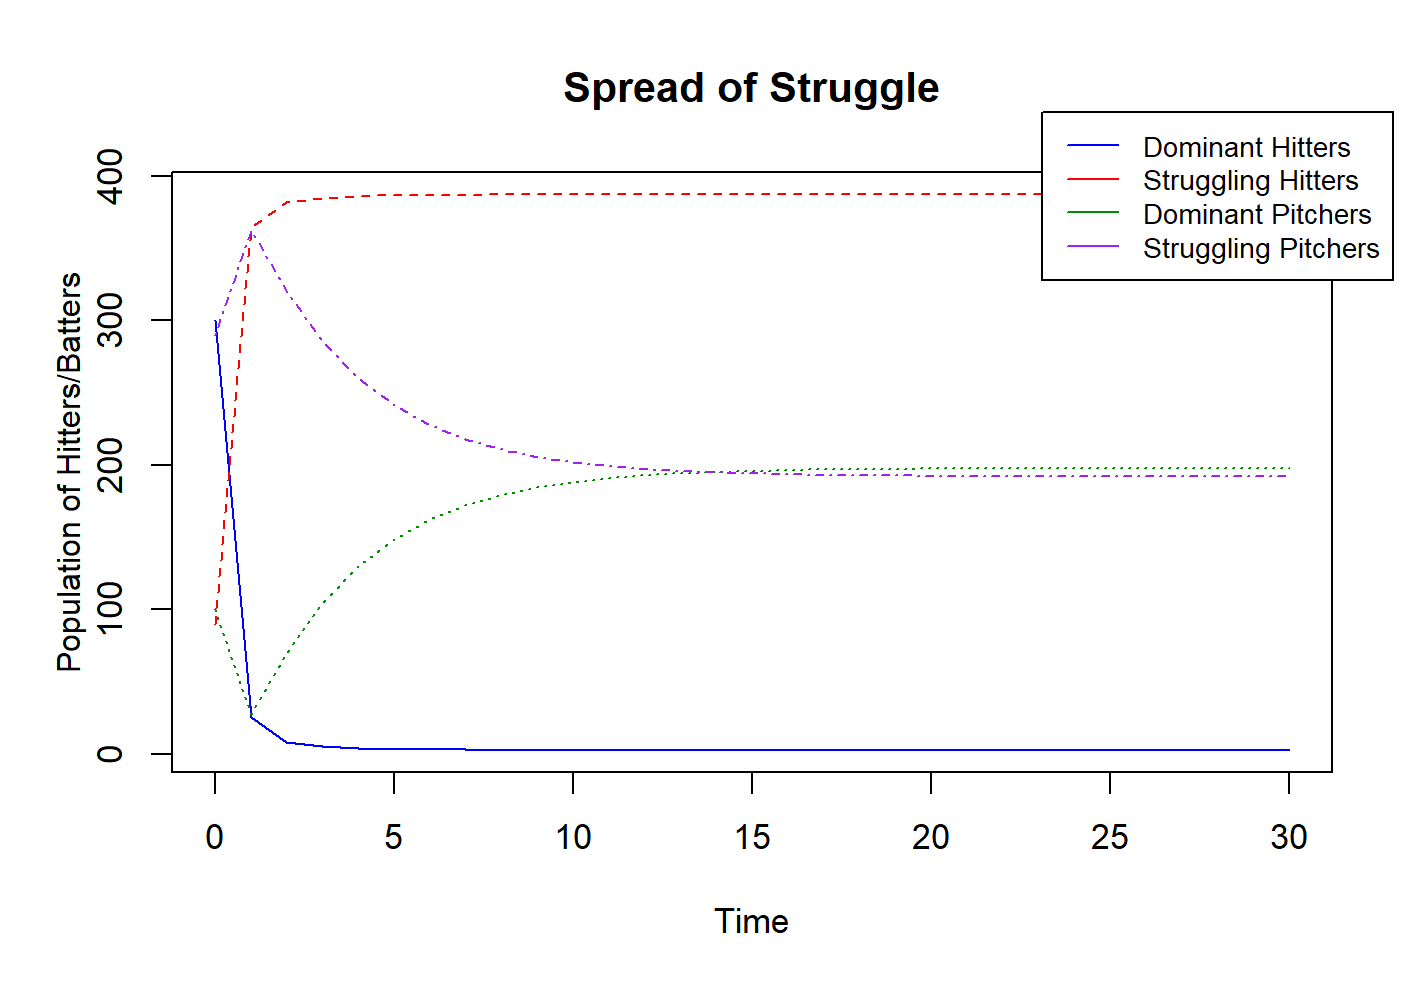 Spread of Struggle
Dominant Hitters
Struggling Hitters
Dominant Pitchers
Struggling Pitchers
Population of Hitters/Batters
400
300
200
100
0
0 5 10 15 20 25 30
Time